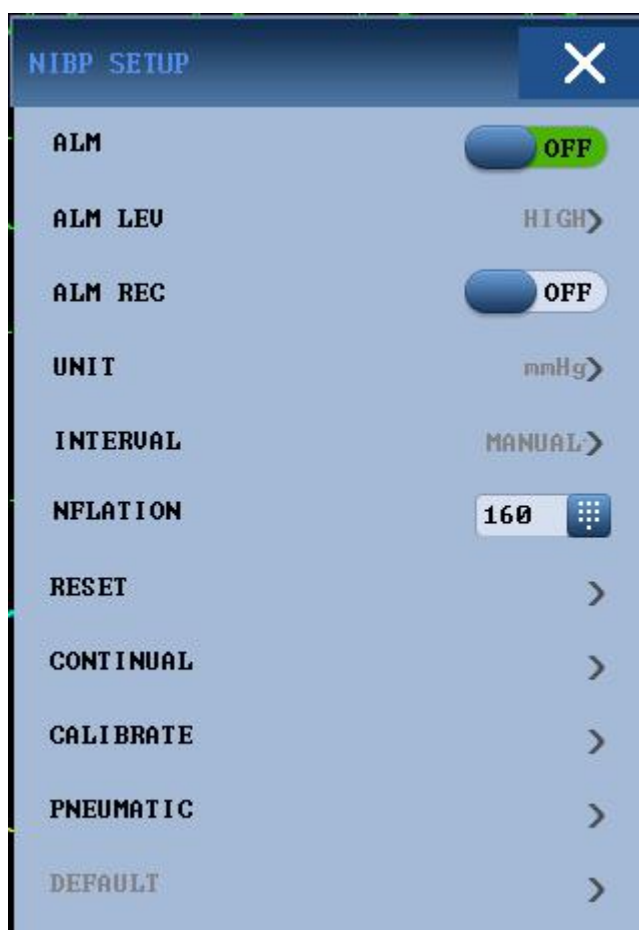 NIBP SETUP
ALM OFF
ALM LEV HIGH
ALM REC OFF
UNIT mmHg
INTERVAL MANUAL
NFLATION 160
RESET
CONTINUAL
CALIBRATE
PNEUMATIC
DEFAULT